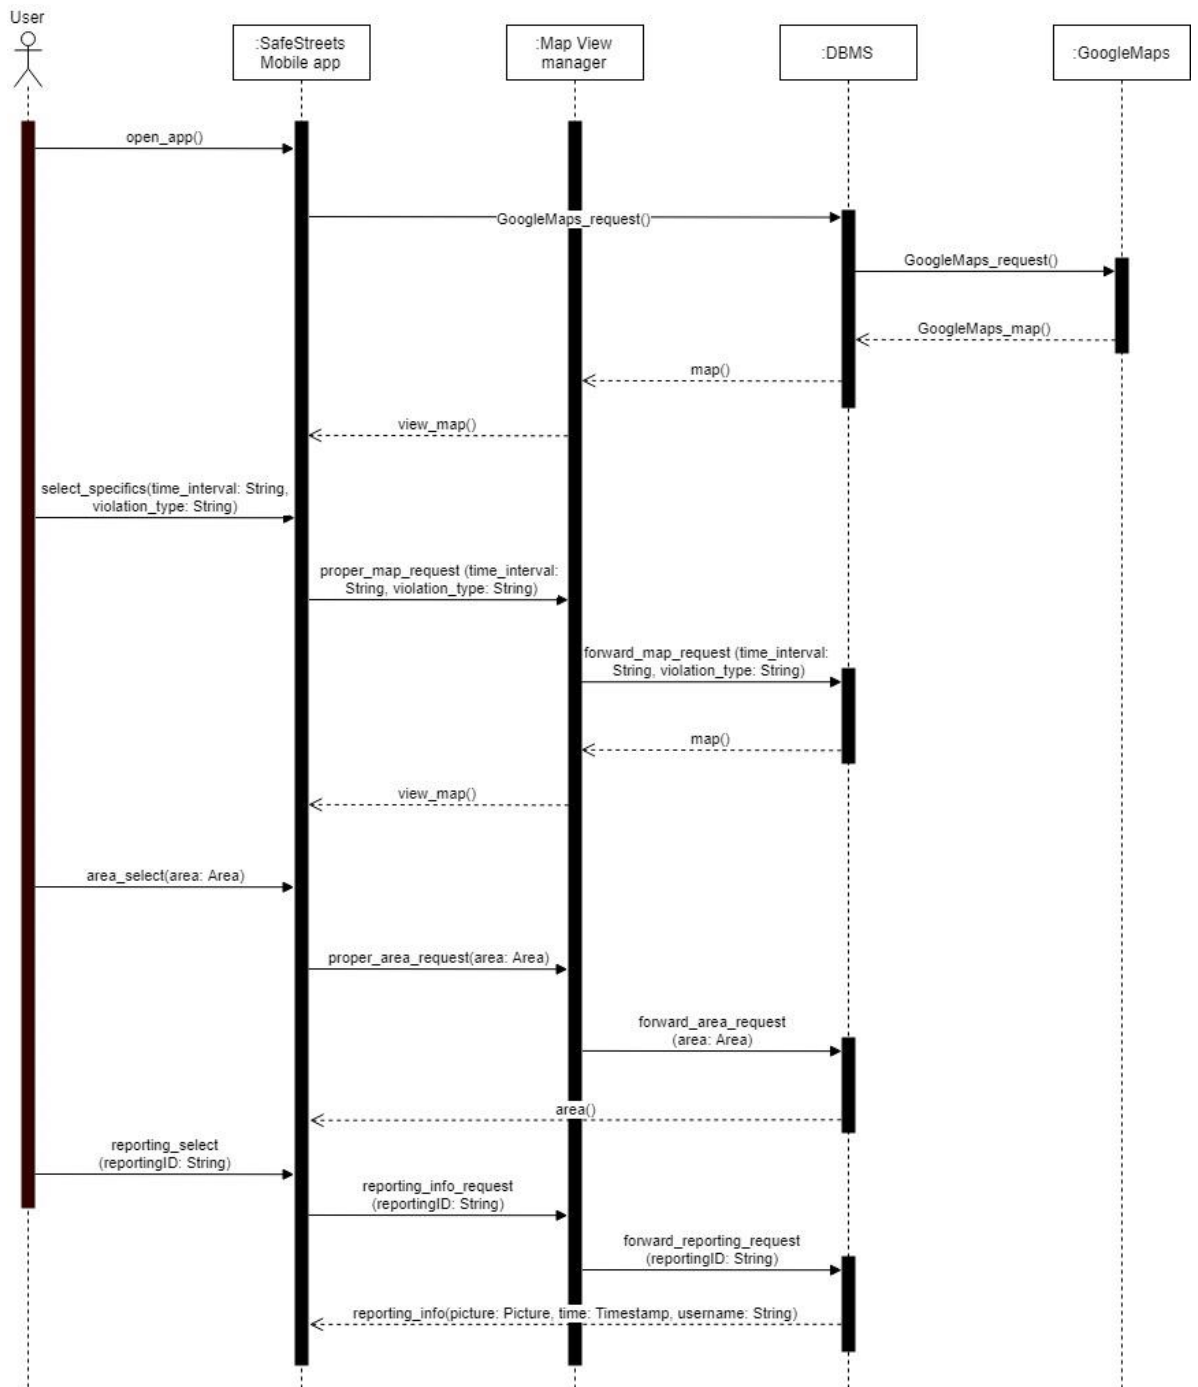 User
:SafeStreets
Mobile app
:Map View
manager
:DBMS
:GoogleMaps
open_app()
GoogleMaps_request()
GoogleMaps_request()
GoogleMaps_map()
map()
view_map()
select_specifics(time_interval: String,
violation_type: String)
proper_map_request (time_interval:
String, violation_type: String)
forward_map_request (time_interval:
String, violation_type: String)
map()
view_map()
area_select(area: Area)
proper_area_request(area: Area)
forward_area_request
(area: Area)
area()
reporting_select
(reportingID: String)
reporting_info_request
(reportingID: String)
forward_reporting_request
(reportingID: String)
reporting_info(picture: Picture, time: Timestamp, username: String)